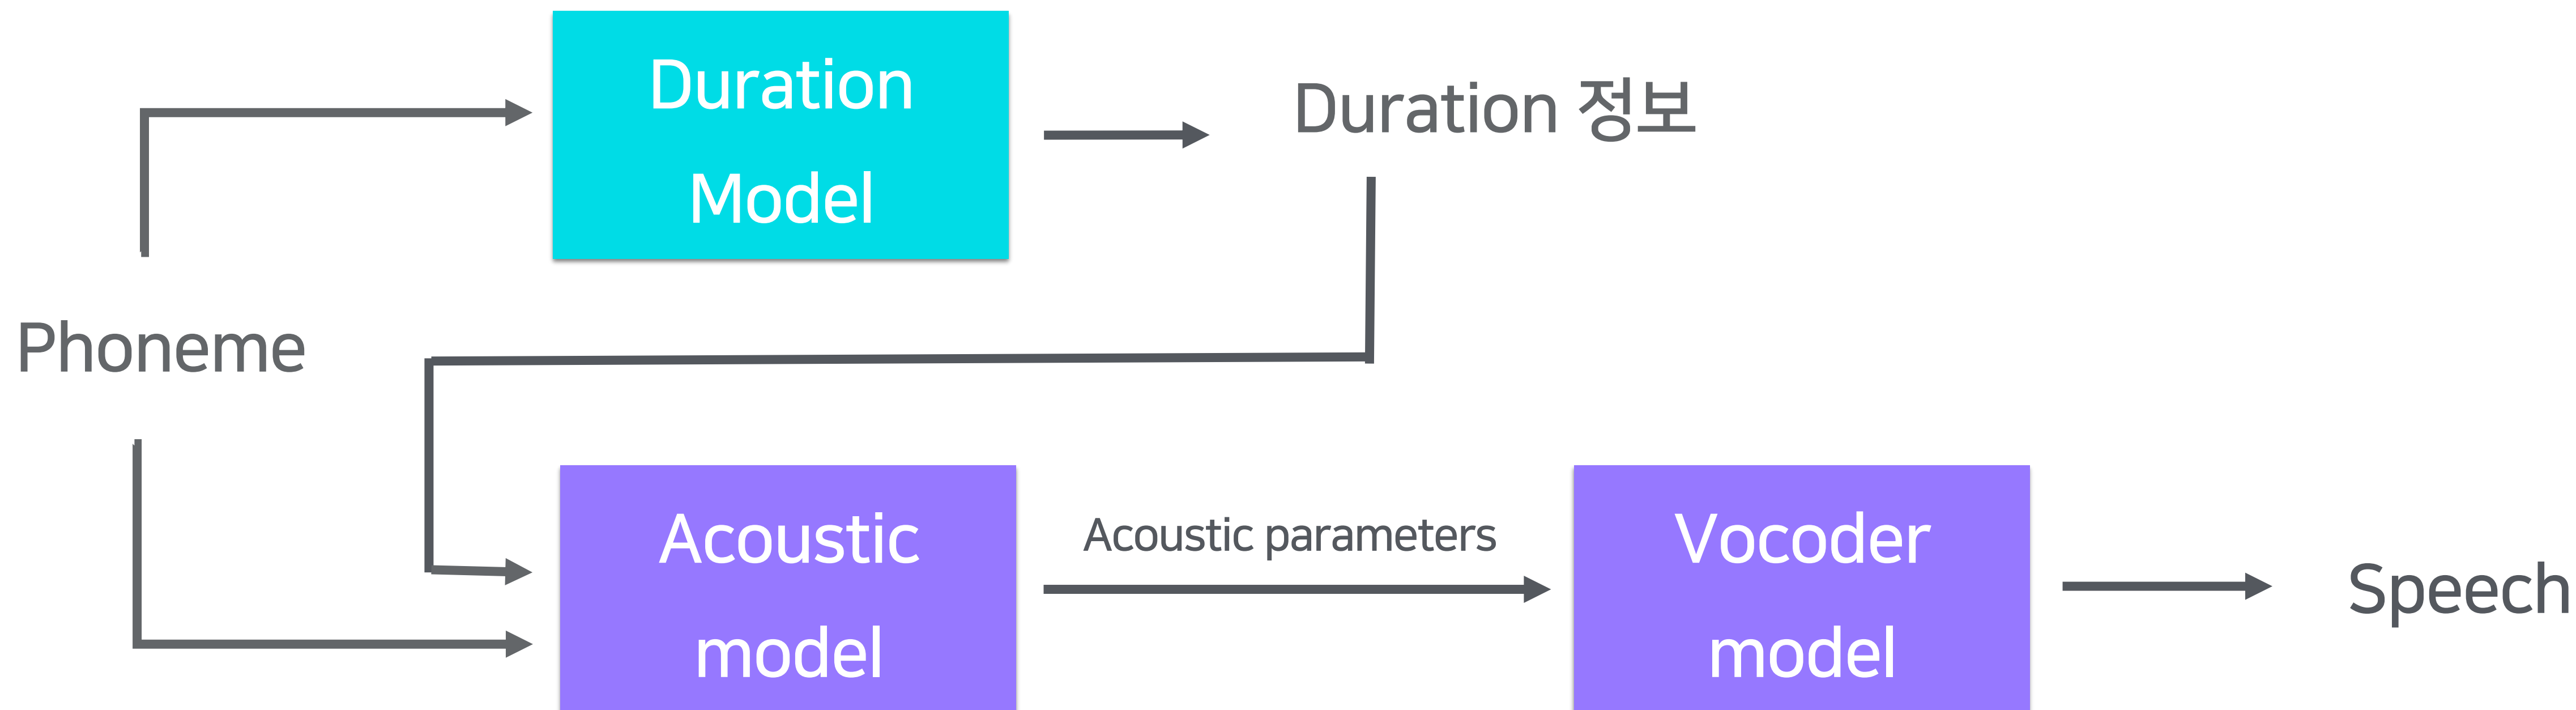 Duration
Model
Duration 정보
Phoneme
Acoustic
model
Acoustic parameters
Vocoder
model
Speech